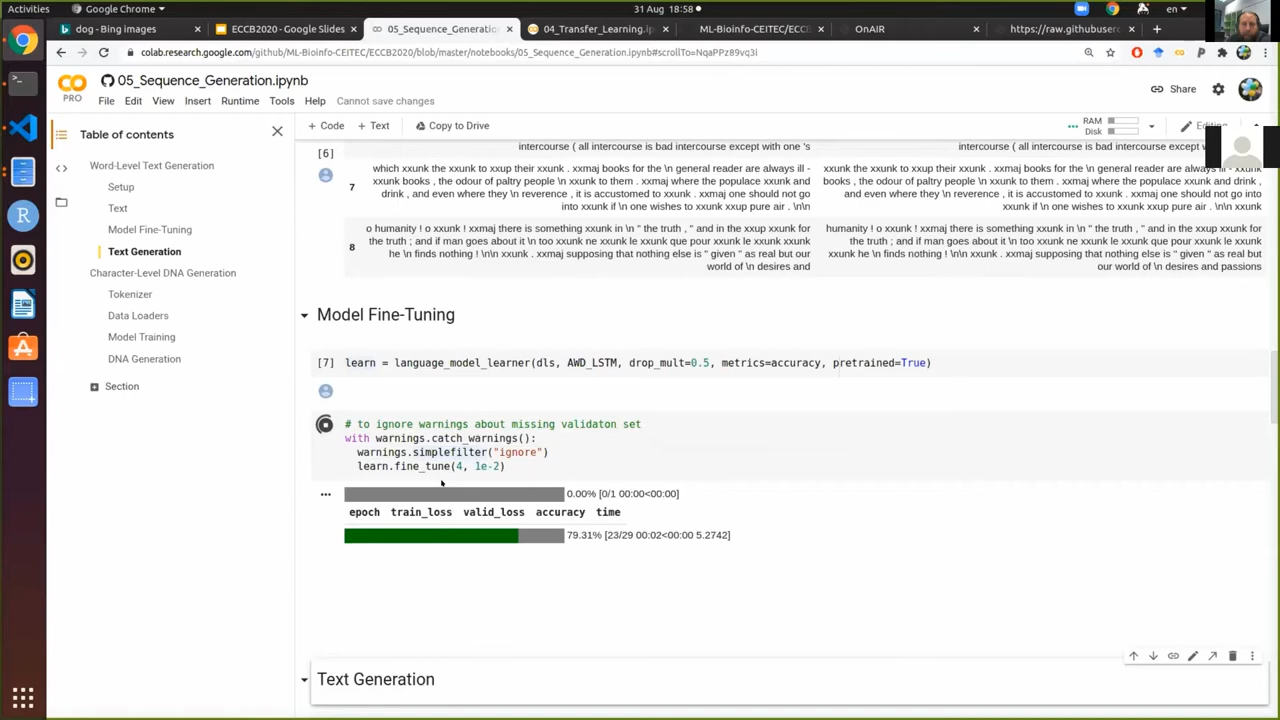 Activities
Google Chrome
31 Aug 18:58
en
dog - Bing images
ECCB2020 - Google Slides
05_Sequence_Generation
04_Transfer_Learning.ip
ML-Bioinfo-CEITEC/ECC
OnAIR
https://raw.githubuserc
colab.research.google.com/github/ML-Bioinfo-CEITEC/ECCB2020/blob/master/notebooks/05_Sequence_Generation.ipynb#scrollTo=NqaPPz89vq3i
PRO
05_Sequence_Generation.ipynb
File Edit View Insert Runtime Tools Help Cannot save changes
Share
Table of contents
+ Code + Text Copy to Drive
RAM
Disk
Editing
Word-Level Text Generation
Setup
Text
Model Fine-Tuning
Text Generation
Character-Level DNA Generation
Tokenizer
Data Loaders
Model Training
DNA Generation
Section
[6]
intercourse ( all intercourse is bad intercourse except with one 's
intercourse ( all intercourse is bad intercourse except with
7
which xxunk the xxunk to xxup their xxunk . xxmaj books for the \n general reader are always ill -
xxunk books , the odour of paltry people \n xxunk to them . xxmaj where the populace xxunk and
drink , and even where they \n reverence , it is accustomed to xxunk . xxmaj one should not go
into xxunk if \n one wishes to xxunk xxup pure air . \n\n
xxunk the xxunk to xxup their xxunk . xxmaj books for the \n general reader are always ill - xxunk
books , the odour of paltry people \n xxunk to them . xxmaj where the populace xxunk and drink ,
and even where they \n reverence , it is accustomed to xxunk . xxmaj one should not go into
xxunk if \n one wishes to xxunk xxup pure air . \n\n xxunk
8
o humanity ! o xxunk ! xxmaj there is something xxunk in \n " the truth , " and in the xxup xxunk for
the truth ; and if man goes about it \n too xxunk ne xxunk le xxunk que pour xxunk le xxunk xxunk
he \n finds nothing ! \n\n xxunk . xxmaj supposing that nothing else is " given " as real but our
world of \n desires and
humanity ! o xxunk ! xxmaj there is something xxunk in \n " the truth , " and in the xxup xxunk for
the truth ; and if man goes about it \n too xxunk ne xxunk le xxunk que pour xxunk le xxunk
xxunk he \n finds nothing ! \n\n xxunk . xxmaj supposing that nothing else is " given " as real but
our world of \n desires and passions
Model Fine-Tuning
[7] learn = language_model_learner(dls, AWD_LSTM, drop_mult=0.5, metrics=accuracy, pretrained=True)
# to ignore warnings about missing validaton set
with warnings.catch_warnings():
warnings.simplefilter("ignore")
learn.fine_tune(4, 1e-2)
0.00% [0/1 00:00<00:00]
epoch train_loss valid_loss accuracy time
79.31% [23/29 00:02<00:00 5.2742]
Text Generation